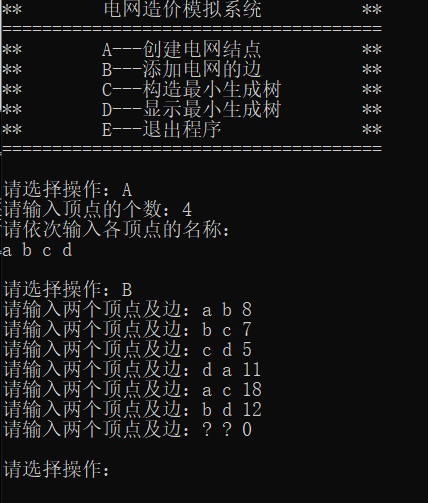 ** 电网造价模拟系统 **
======================================
** A---创建电网结点 **
** B---添加电网的边 **
** C---构造最小生成树 **
** D---显示最小生成树 **
** E---退出程序 **
======================================
请选择操作：A
请输入顶点的个数：4
请依次输入各顶点的名称：
a b c d
请选择操作：B
请输入两个顶点及边：a b 8
请输入两个顶点及边：b c 7
请输入两个顶点及边：c d 5
请输入两个顶点及边：d a 11
请输入两个顶点及边：a c 18
请输入两个顶点及边：b d 12
请输入两个顶点及边：? ? 0
请选择操作：